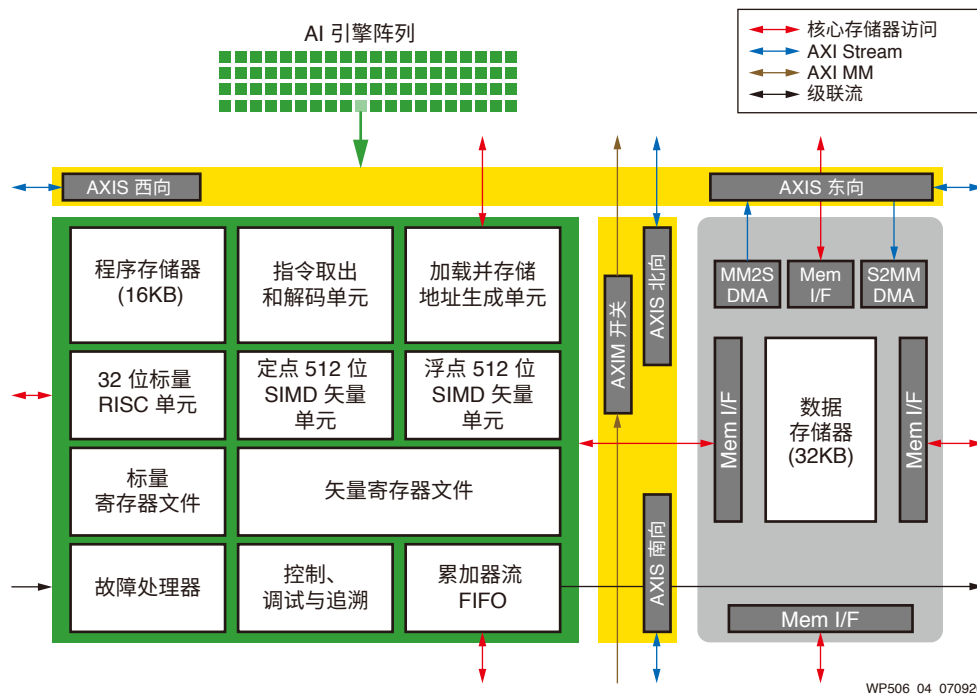 AI 引擎阵列
核心存储器访问
AXI Stream
AXI MM
级联流
AXIS 西向
AXIS 东向
程序存储器
(16KB)
指令取出
和解码单元
加载并存储
地址生成单元
AXIM 开关
AXIS 北向
MM2S
DMA
Mem
I/F
S2MM
DMA
32 位标量
RISC 单元
定点 512 位
SIMD 矢量
单元
浮点 512 位
SIMD 矢量
单元
Mem I/F
数据
存储器
(32KB)
Mem I/F
标量
寄存器文件
矢量寄存器文件
故障处理器
控制、
调试与追溯
累加器流
FIFO
AXIS 南向
Mem I/F
WP506_04_07092